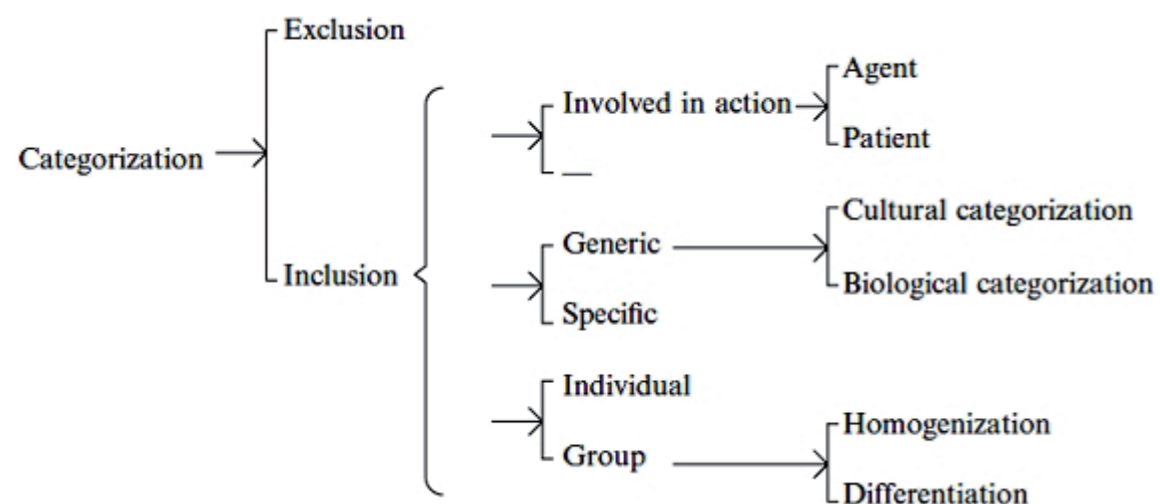 Exclusion
Agent
Involved in action
Patient
Categorization
—
Cultural categorization
Generic
Inclusion
Biological categorization
Specific
Individual
Homogenization
Group
Differentiation